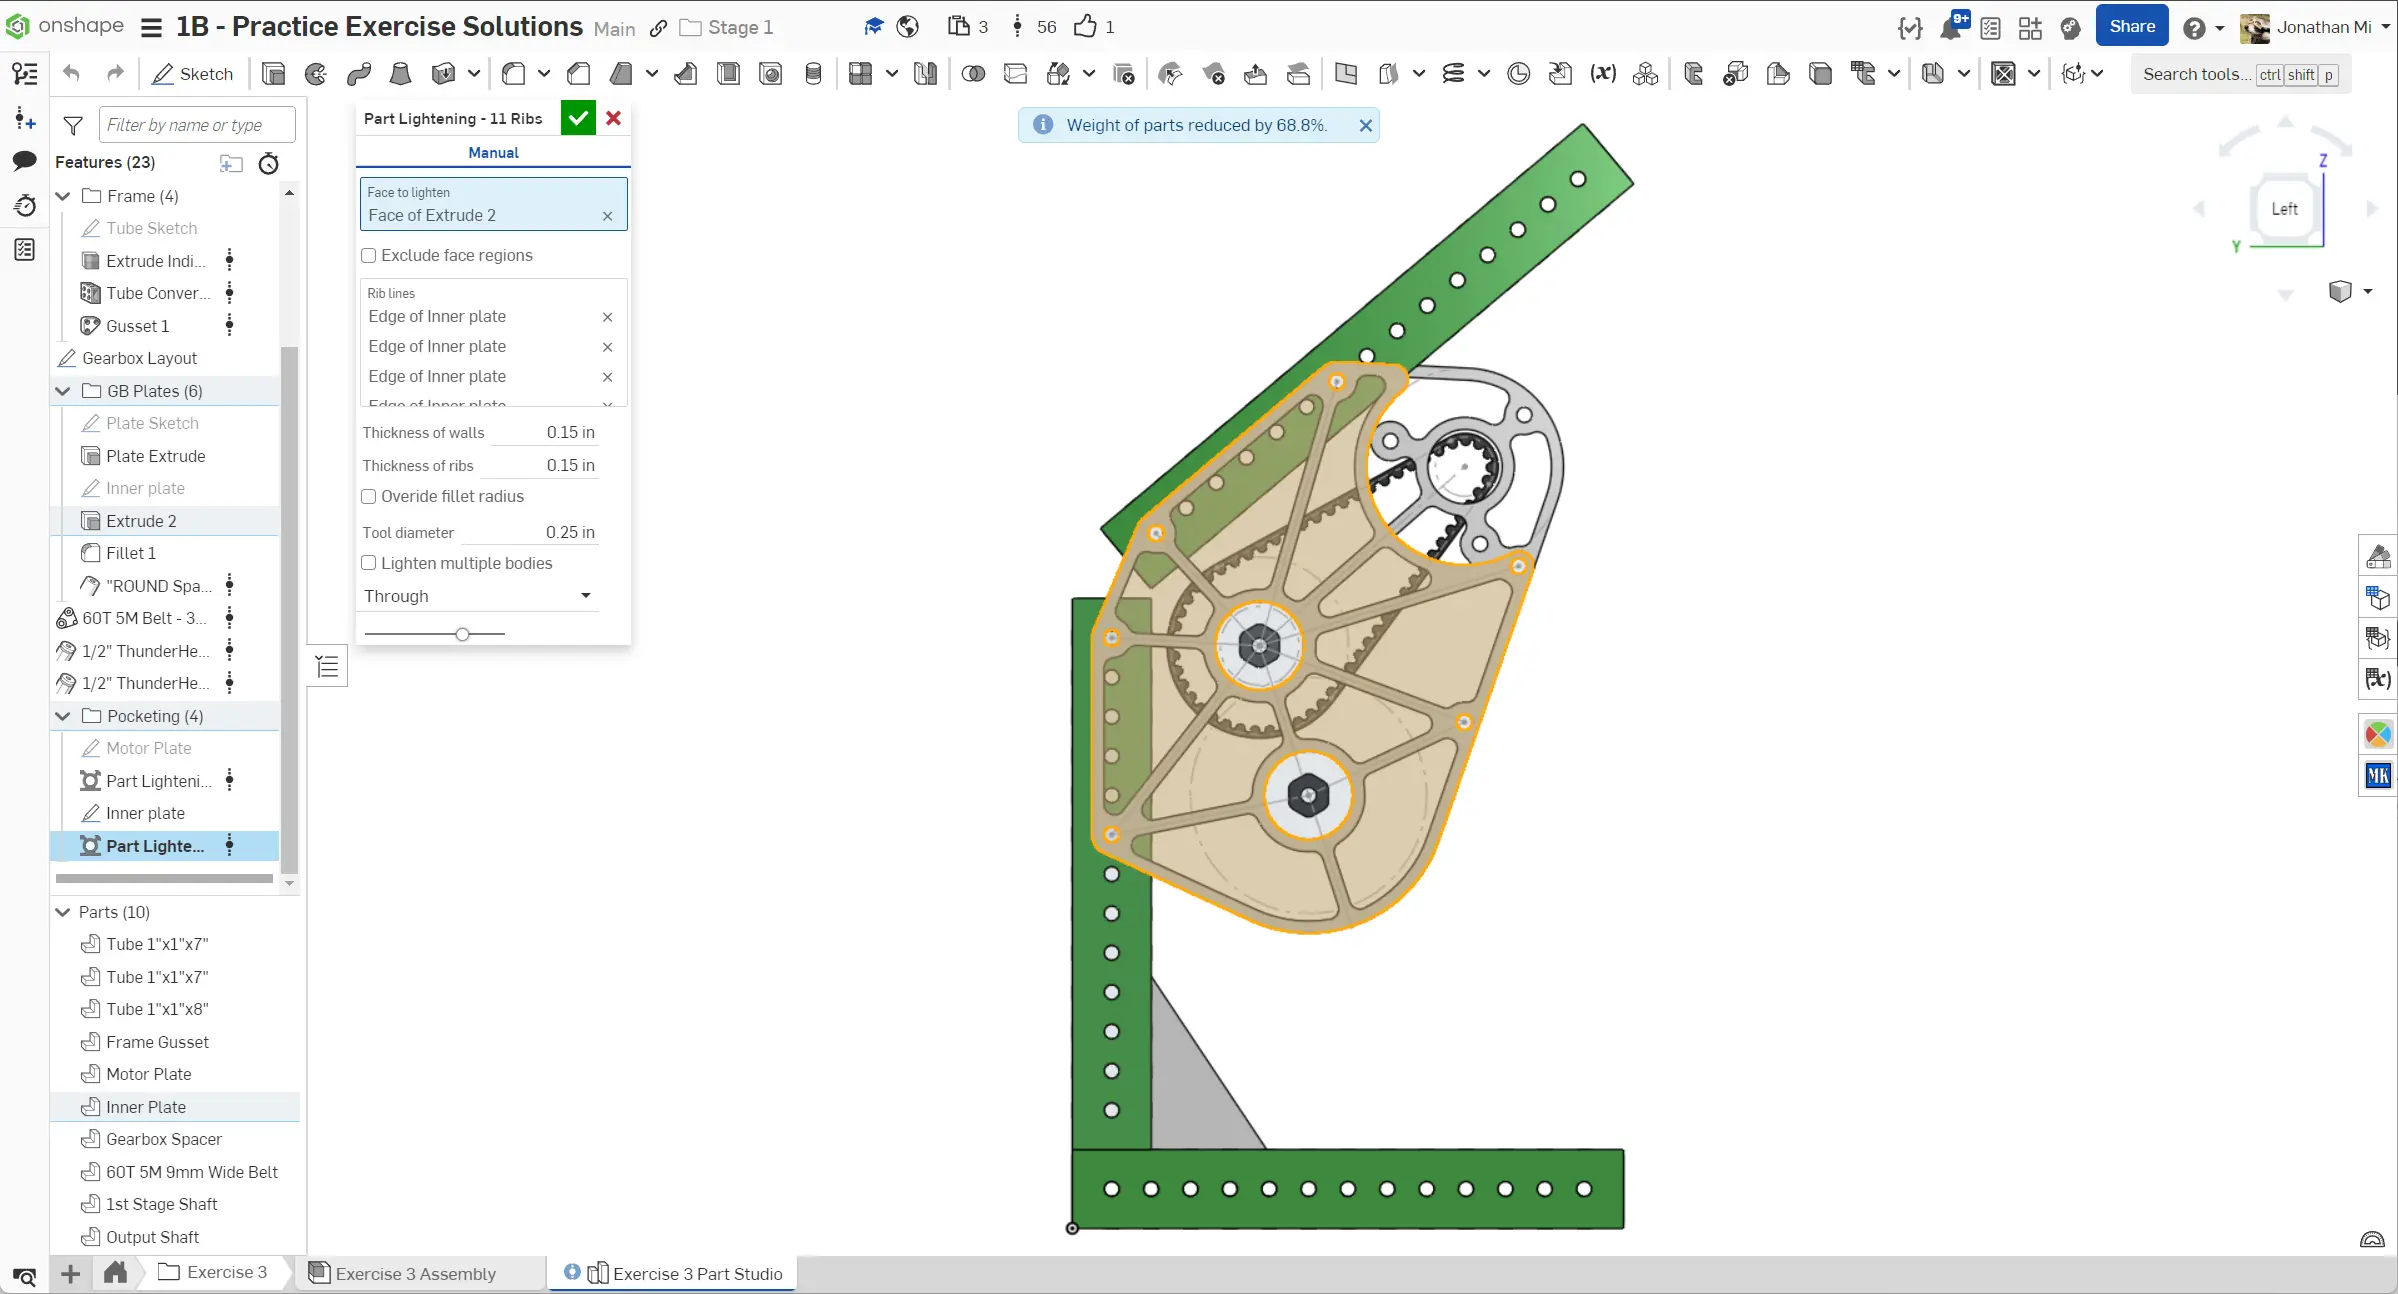 onshape
1B - Practice Exercise Solutions Main Stage 1
3 56 1
9+
Share
Jonathan Mi
Sketch
Search tools... ctrl shift p
Filter by name or type
Features (23)
Frame (4)
Tube Sketch
Extrude Indi...
Tube Conver...
Gusset 1
Gearbox Layout
GB Plates (6)
Plate Sketch
Plate Extrude
Inner plate
Extrude 2
Fillet 1
"ROUND Spa...
60T 5M Belt - 3...
1/2" ThunderHe...
1/2" ThunderHe...
Pocketing (4)
Motor Plate
Part Lighteni...
Inner plate
Part Lighte...
Parts (10)
Tube 1"x1"x7"
Tube 1"x1"x7"
Tube 1"x1"x8"
Frame Gusset
Motor Plate
Inner Plate
Gearbox Spacer
60T 5M 9mm Wide Belt
1st Stage Shaft
Output Shaft
Part Lightening - 11 Ribs
Manual
Face to lighten
Face of Extrude 2
Exclude face regions
Rib lines
Edge of Inner plate
Edge of Inner plate
Edge of Inner plate
Edge of Inner plate
Thickness of walls 0.15 in
Thickness of ribs 0.15 in
Overide fillet radius
Tool diameter 0.25 in
Lighten multiple bodies
Through
Weight of parts reduced by 68.8%.
Z
Left
Y
(x)
MK
Exercise 3
Exercise 3 Assembly
Exercise 3 Part Studio